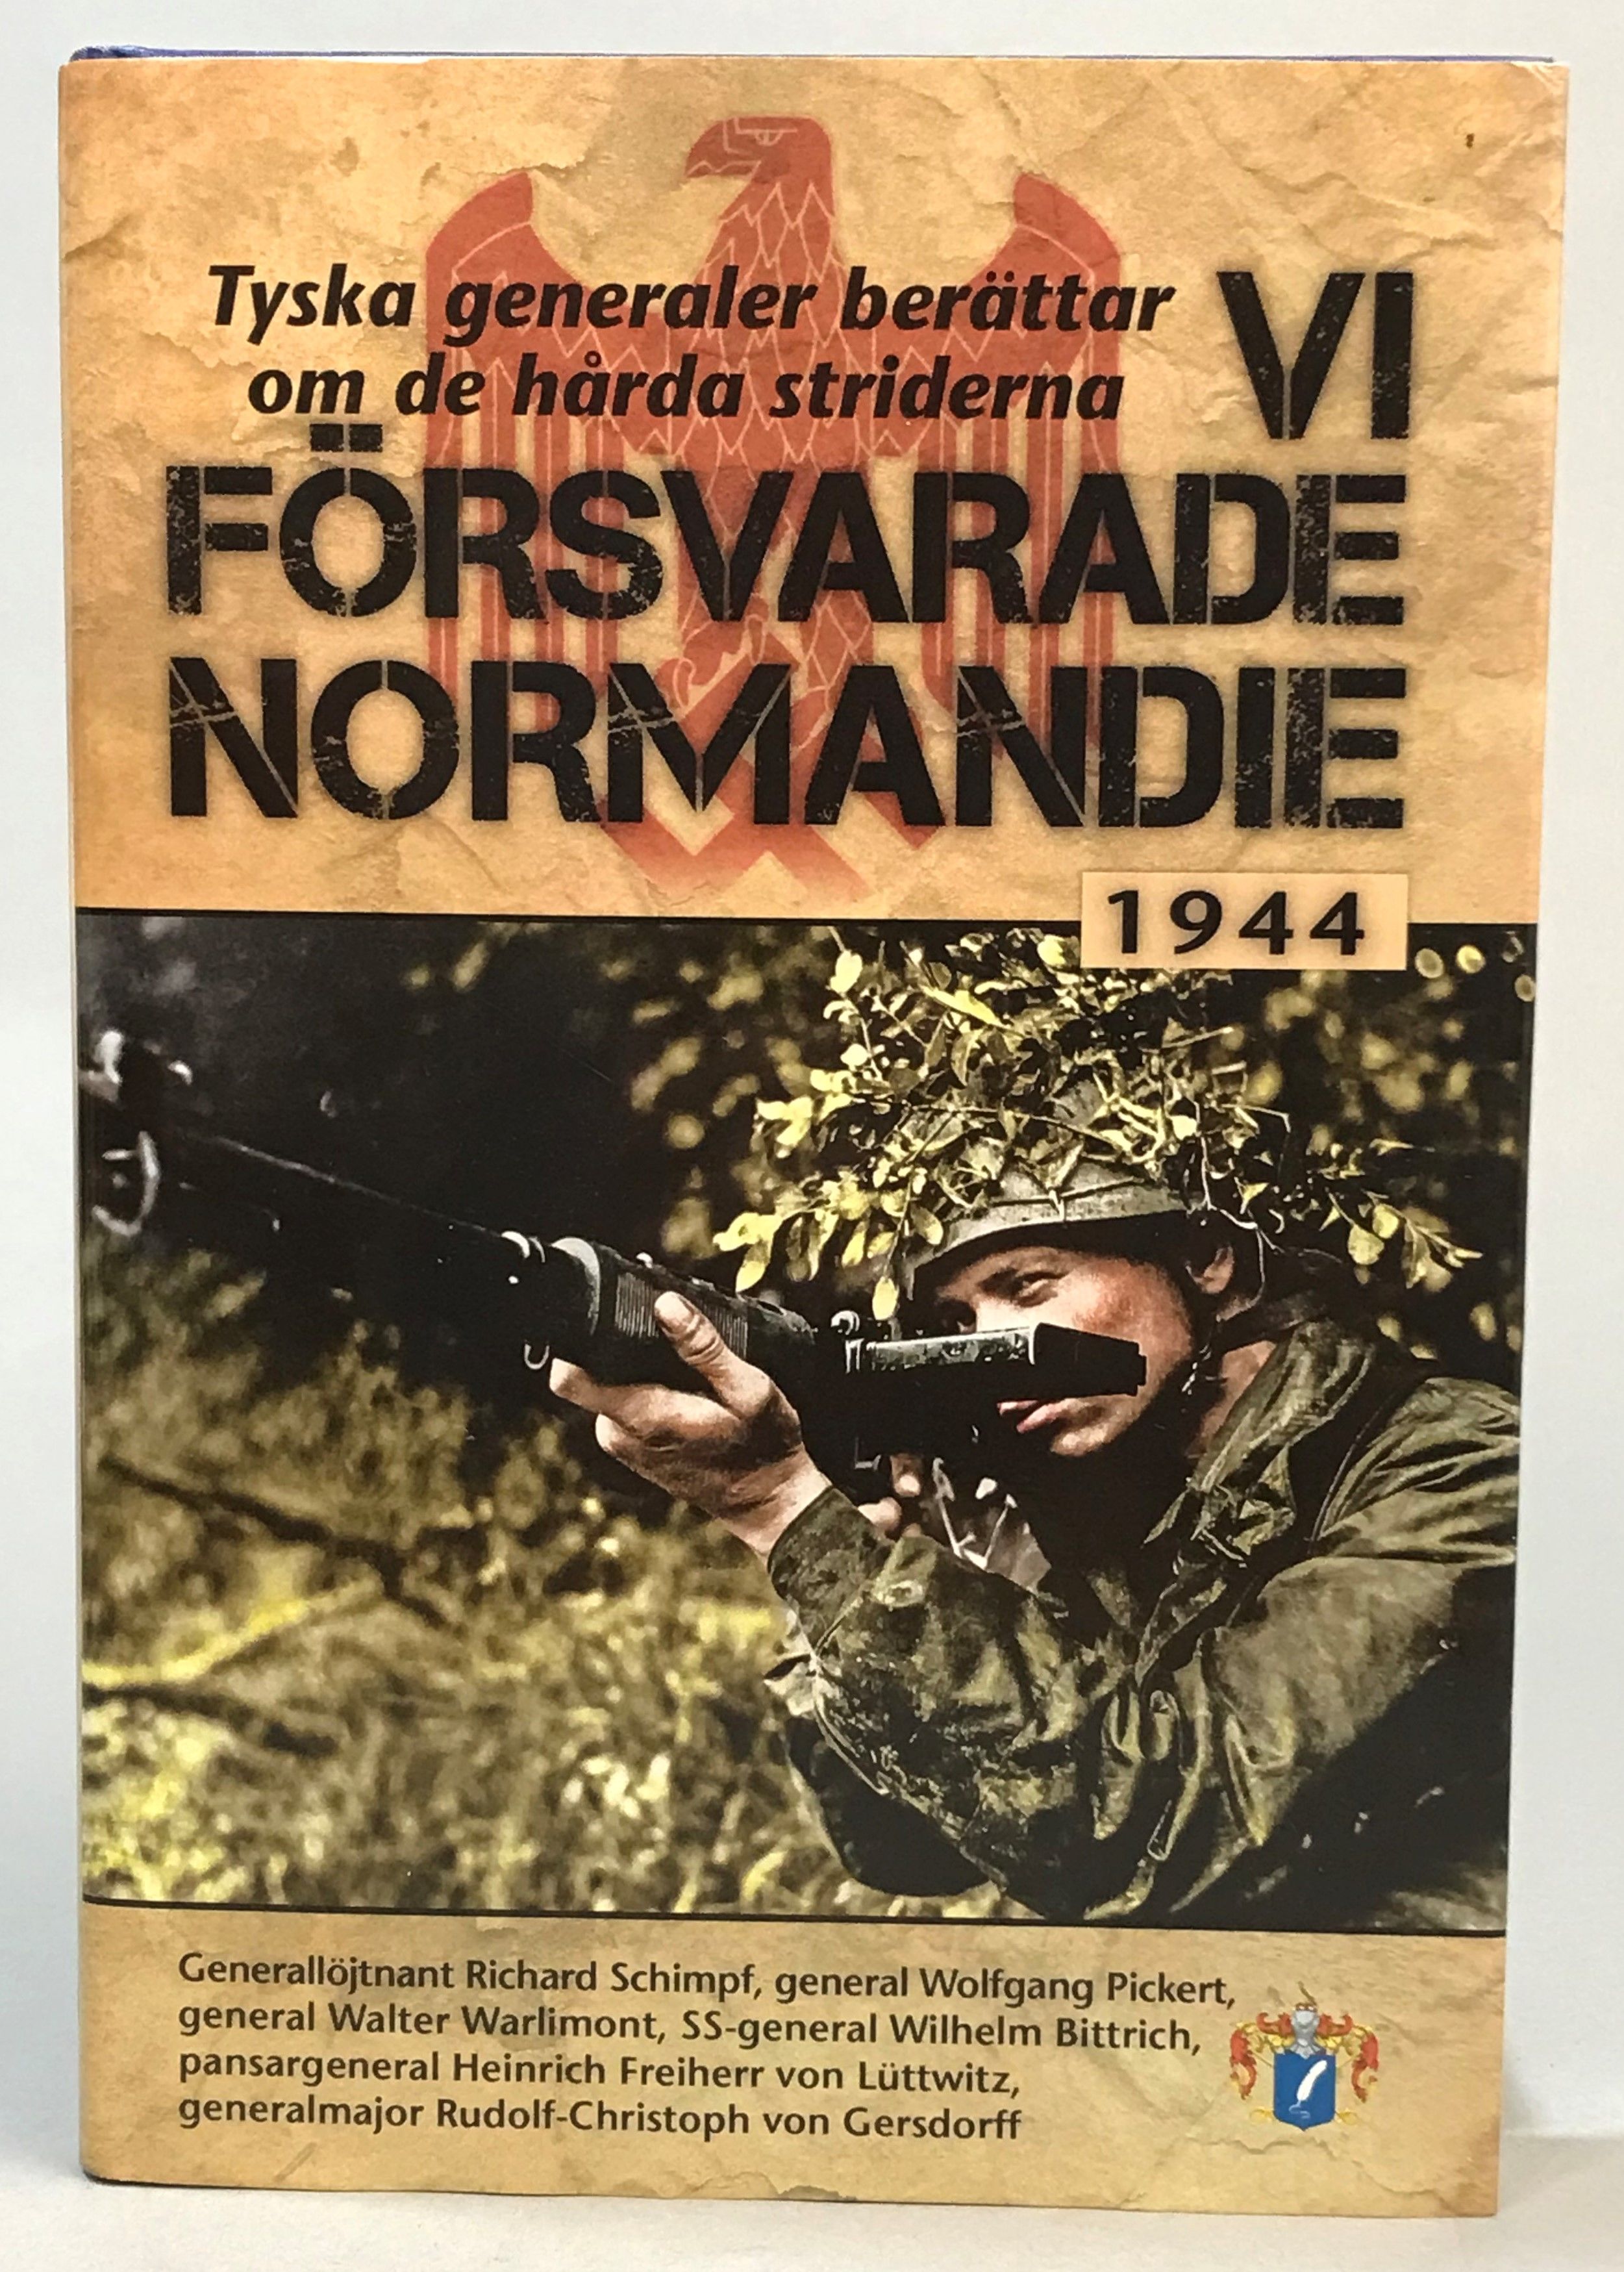 Tyska generaler berättar
om de hårda striderna
VI
FÖRSVARADE
NORMANDIE
1944
Generallöjtnant Richard Schimpf, general Wolfgang Pickert,
general Walter Warlimont, SS-general Wilhelm Bittrich,
pansargeneral Heinrich Freiherr von Lüttwitz,
generalmajor Rudolf-Christoph von Gersdorff